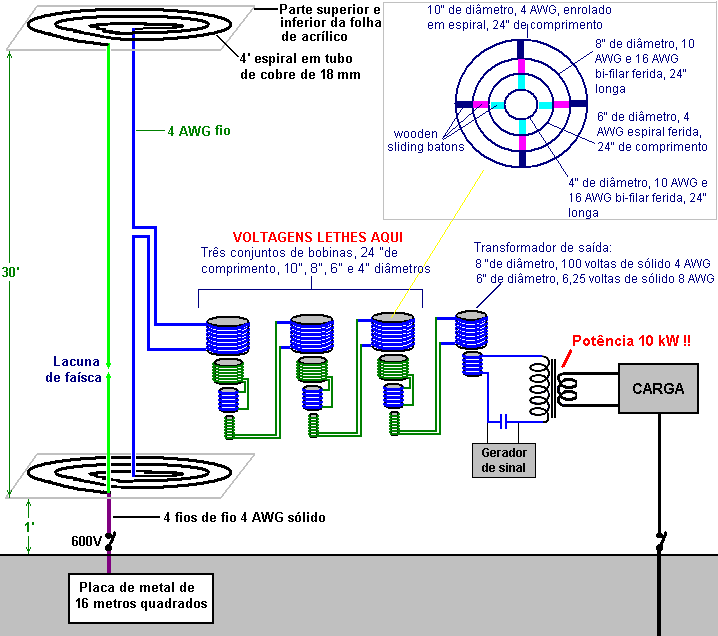 Parte superior e
inferior da folha
de acrílico
4' espiral em tubo
de cobre de 18 mm
4 AWG fio
10" de diâmetro, 4 AWG, enrolado
em espiral, 24" de comprimento
8" de diâmetro, 10
AWG e 16 AWG
bi-filar ferida, 24"
longa
6" de diâmetro, 4
AWG espiral ferida,
24" de comprimento
wooden
sliding batons
4" de diâmetro, 10 AWG e
16 AWG bi-filar ferida, 24"
longa
VOLTAGENS LETHES AQUI
Três conjuntos de bobinas, 24 "de
comprimento, 10", 8", 6" e 4" diâmetros
Transformador de saída:
8 "de diâmetro, 100 voltas de sólido 4 AWG
6" de diâmetro, 6,25 voltas de sólido 8 AWG
30'
Potência 10 kW !!
Lacuna
de faísca
CARGA
Gerador
de sinal
4 fios de fio 4 AWG sólido
1'
600V
Placa de metal de
16 metros quadrados